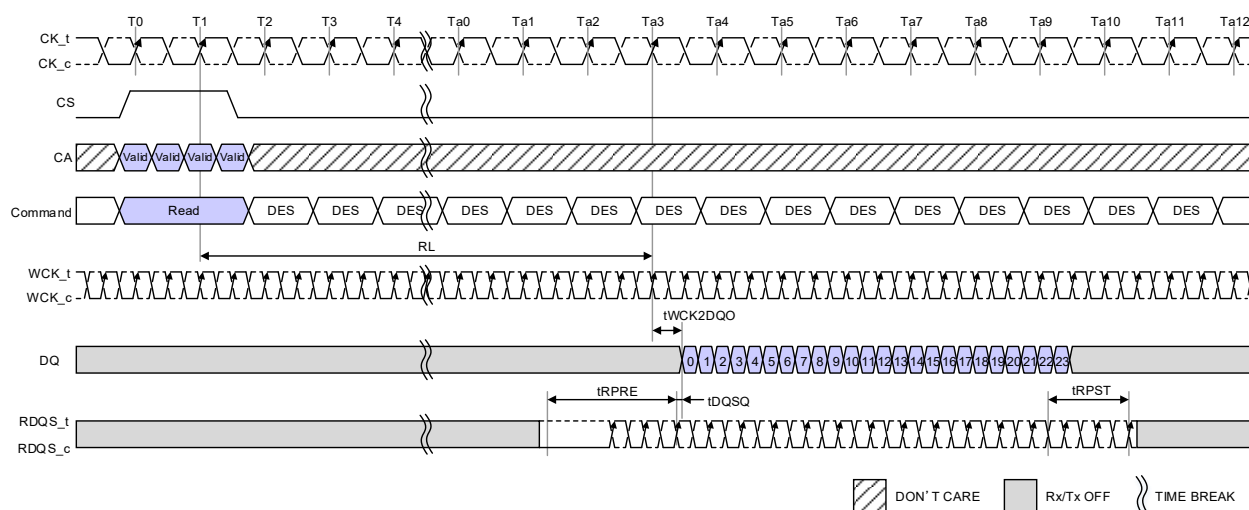 T0 T1 T2 T3 T4 Ta0 Ta1 Ta2 Ta3 Ta4 Ta5 Ta6 Ta7 Ta8 Ta9 Ta10 Ta11 Ta12
CK_t
CK_c
CS
CA Valid Valid Valid Valid
Command Read DES DES DES DES DES DES DES DES DES DES DES DES DES DES DES
RL
WCK_t
WCK_c
tWCK2DQO
DQ 0 1 2 3 4 5 6 7 8 9 10 11 12 13 14 15 16 17 18 19 20 21 22 23
tRPRE tDQSQ tRPST
RDQS_t
RDQS_c
DON'T CARE Rx/Tx OFF TIME BREAK